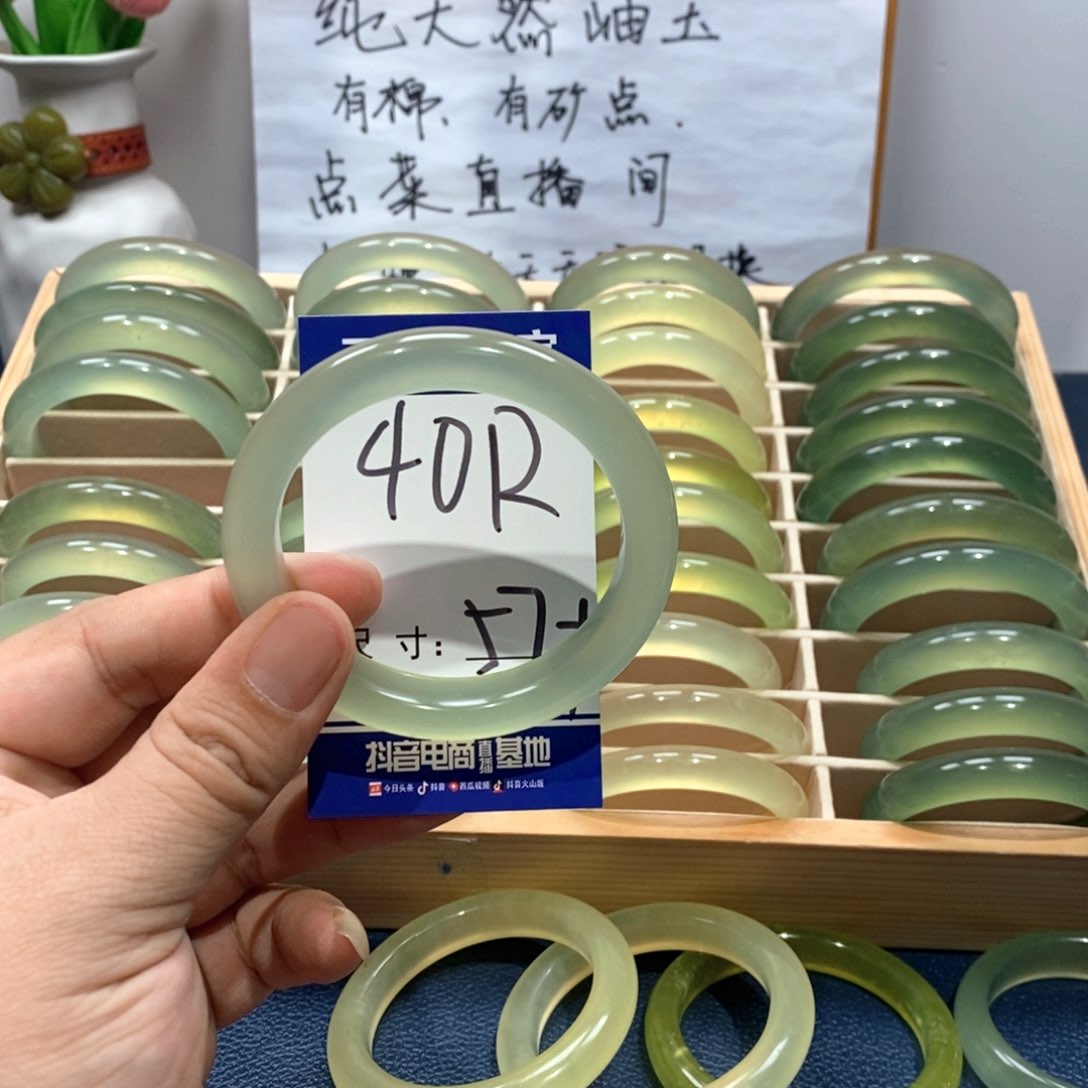 纯天然岫玉
有棉、有矿点.
点菜直播间
40R
尺寸: 57+
抖音电商直播基地
今日头条 抖音 西瓜视频 抖音火山版